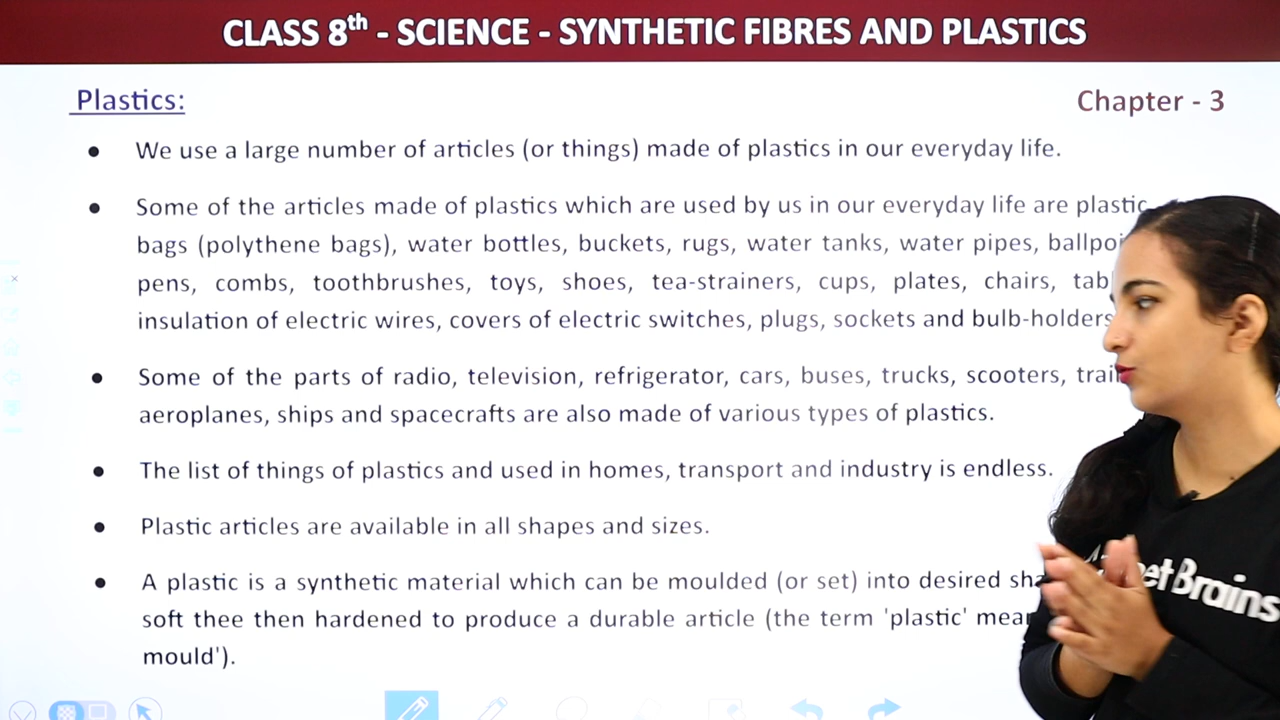 CLASS 8th - SCIENCE - SYNTHETIC FIBRES AND PLASTICS
Plastics:
Chapter - 3
We use a large number of articles (or things) made of plastics in our everyday life.
Some of the articles made of plastics which are used by us in our everyday life are plastic
bags (polythene bags), water bottles, buckets, rugs, water tanks, water pipes,
pens, combs, toothbrushes, toys, shoes, tea-strainers, cups, plates, chairs,
insulation of electric wires, covers of electric switches, plugs, sockets and bulb-holders
Some of the parts of radio, television, refrigerator, cars, buses, trucks, scooters,
aeroplanes, ships and spacecrafts are also made of various types of plastics.
The list of things of plastics and used in homes, transport and industry is endless.
Plastic articles are available in all shapes and sizes.
A plastic is a synthetic material which can be moulded (or set) into desired
soft thee then hardened to produce a durable article (the term 'plastic'
mould').
Brains